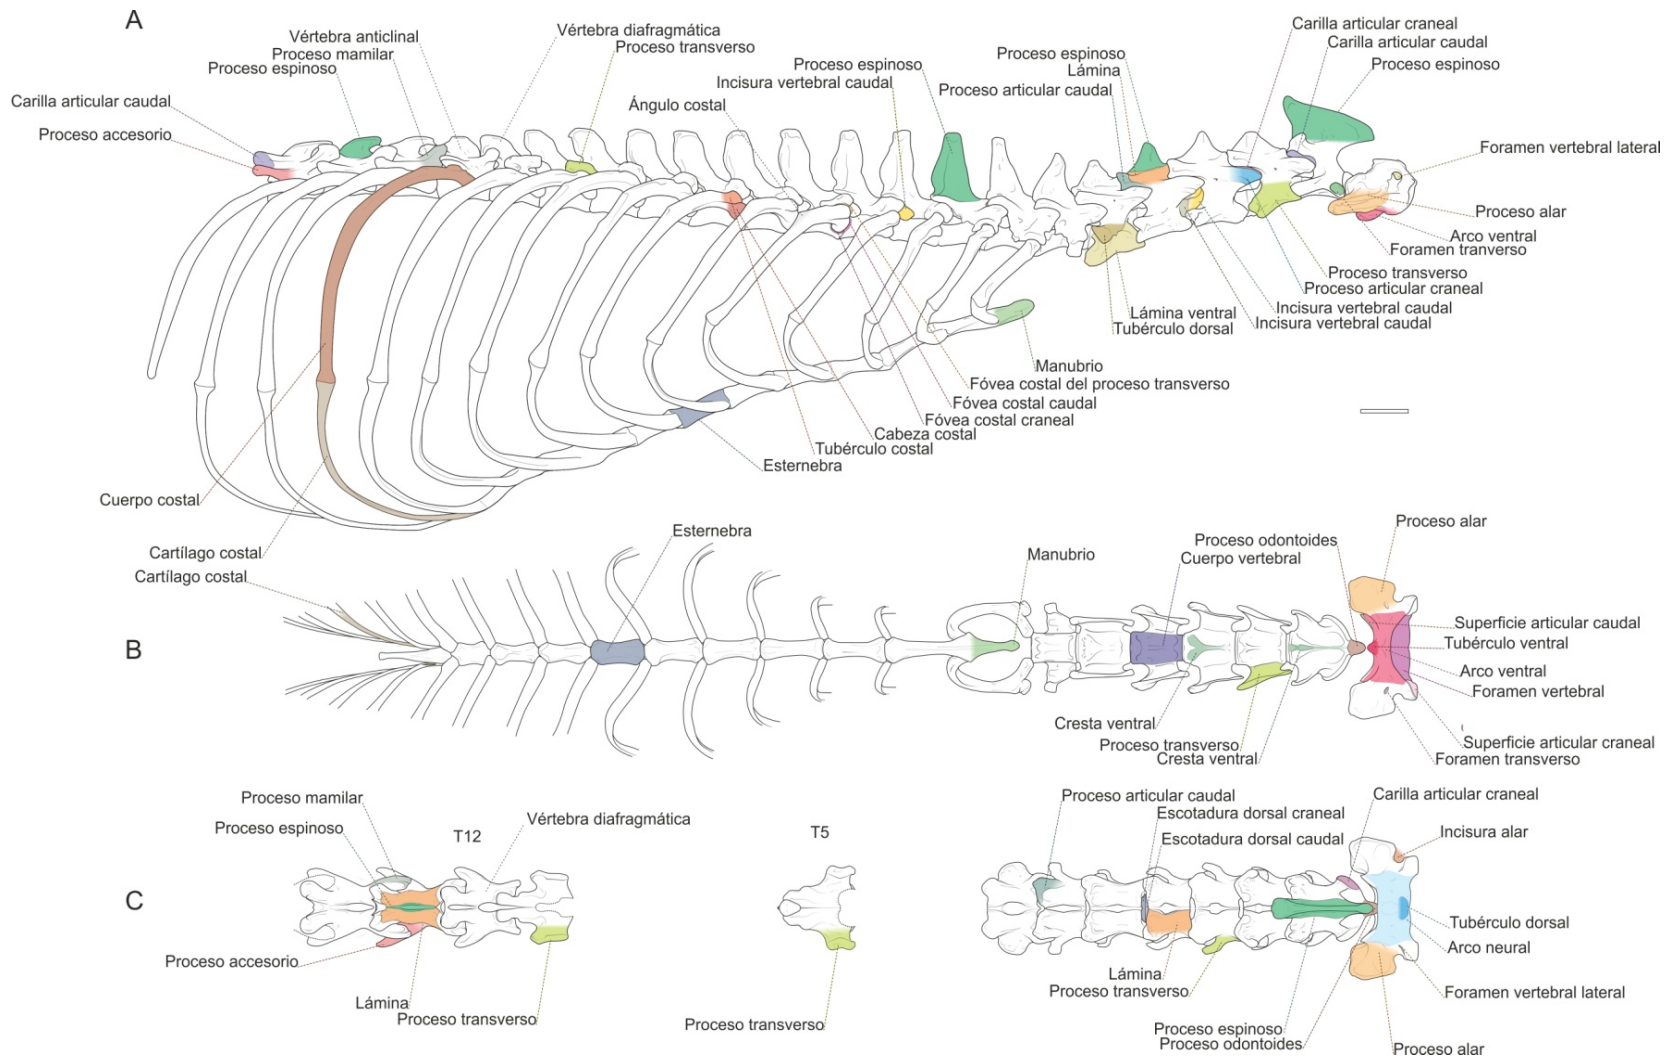 A
Vértebra anticlinal
Proceso mamilar
Proceso espinoso
Carilla articular caudal
Proceso accesorio
Vértebra diafragmática
Proceso transverso
Ángulo costal
Proceso espinoso
Incisura vertebral caudal
Proceso espinoso
Lámina
Proceso articular caudal
Carilla articular craneal
Carilla articular caudal
Proceso espinoso
Foramen vertebral lateral
Proceso alar
Arco ventral
Foramen tranverso
Proceso transverso
Proceso articular craneal
Incisura vertebral caudal
Incisura vertebral caudal
Lámina ventral
Tubérculo dorsal
Manubrio
Fóvea costal del proceso transverso
Fóvea costal caudal
Fóvea costal craneal
Cabeza costal
Tubérculo costal
Esternebra
Cuerpo costal
Cartílago costal
B
Cartílago costal
Esternebra
Manubrio
Proceso odontoides
Cuerpo vertebral
Proceso alar
Superficie articular caudal
Tubérculo ventral
Arco ventral
Foramen vertebral
Superficie articular craneal
Foramen transverso
Cresta ventral
Proceso transverso
Cresta ventral
C
Proceso mamilar
Proceso espinoso
T12
Vértebra diafragmática
Proceso accesorio
Lámina
Proceso transverso
T5
Proceso transverso
Proceso articular caudal
Escotadura dorsal craneal
Escotadura dorsal caudal
Carilla articular craneal
Incisura alar
Tubérculo dorsal
Arco neural
Foramen vertebral lateral
Lámina
Proceso transverso
Proceso espinoso
Proceso odontoides
Proceso alar